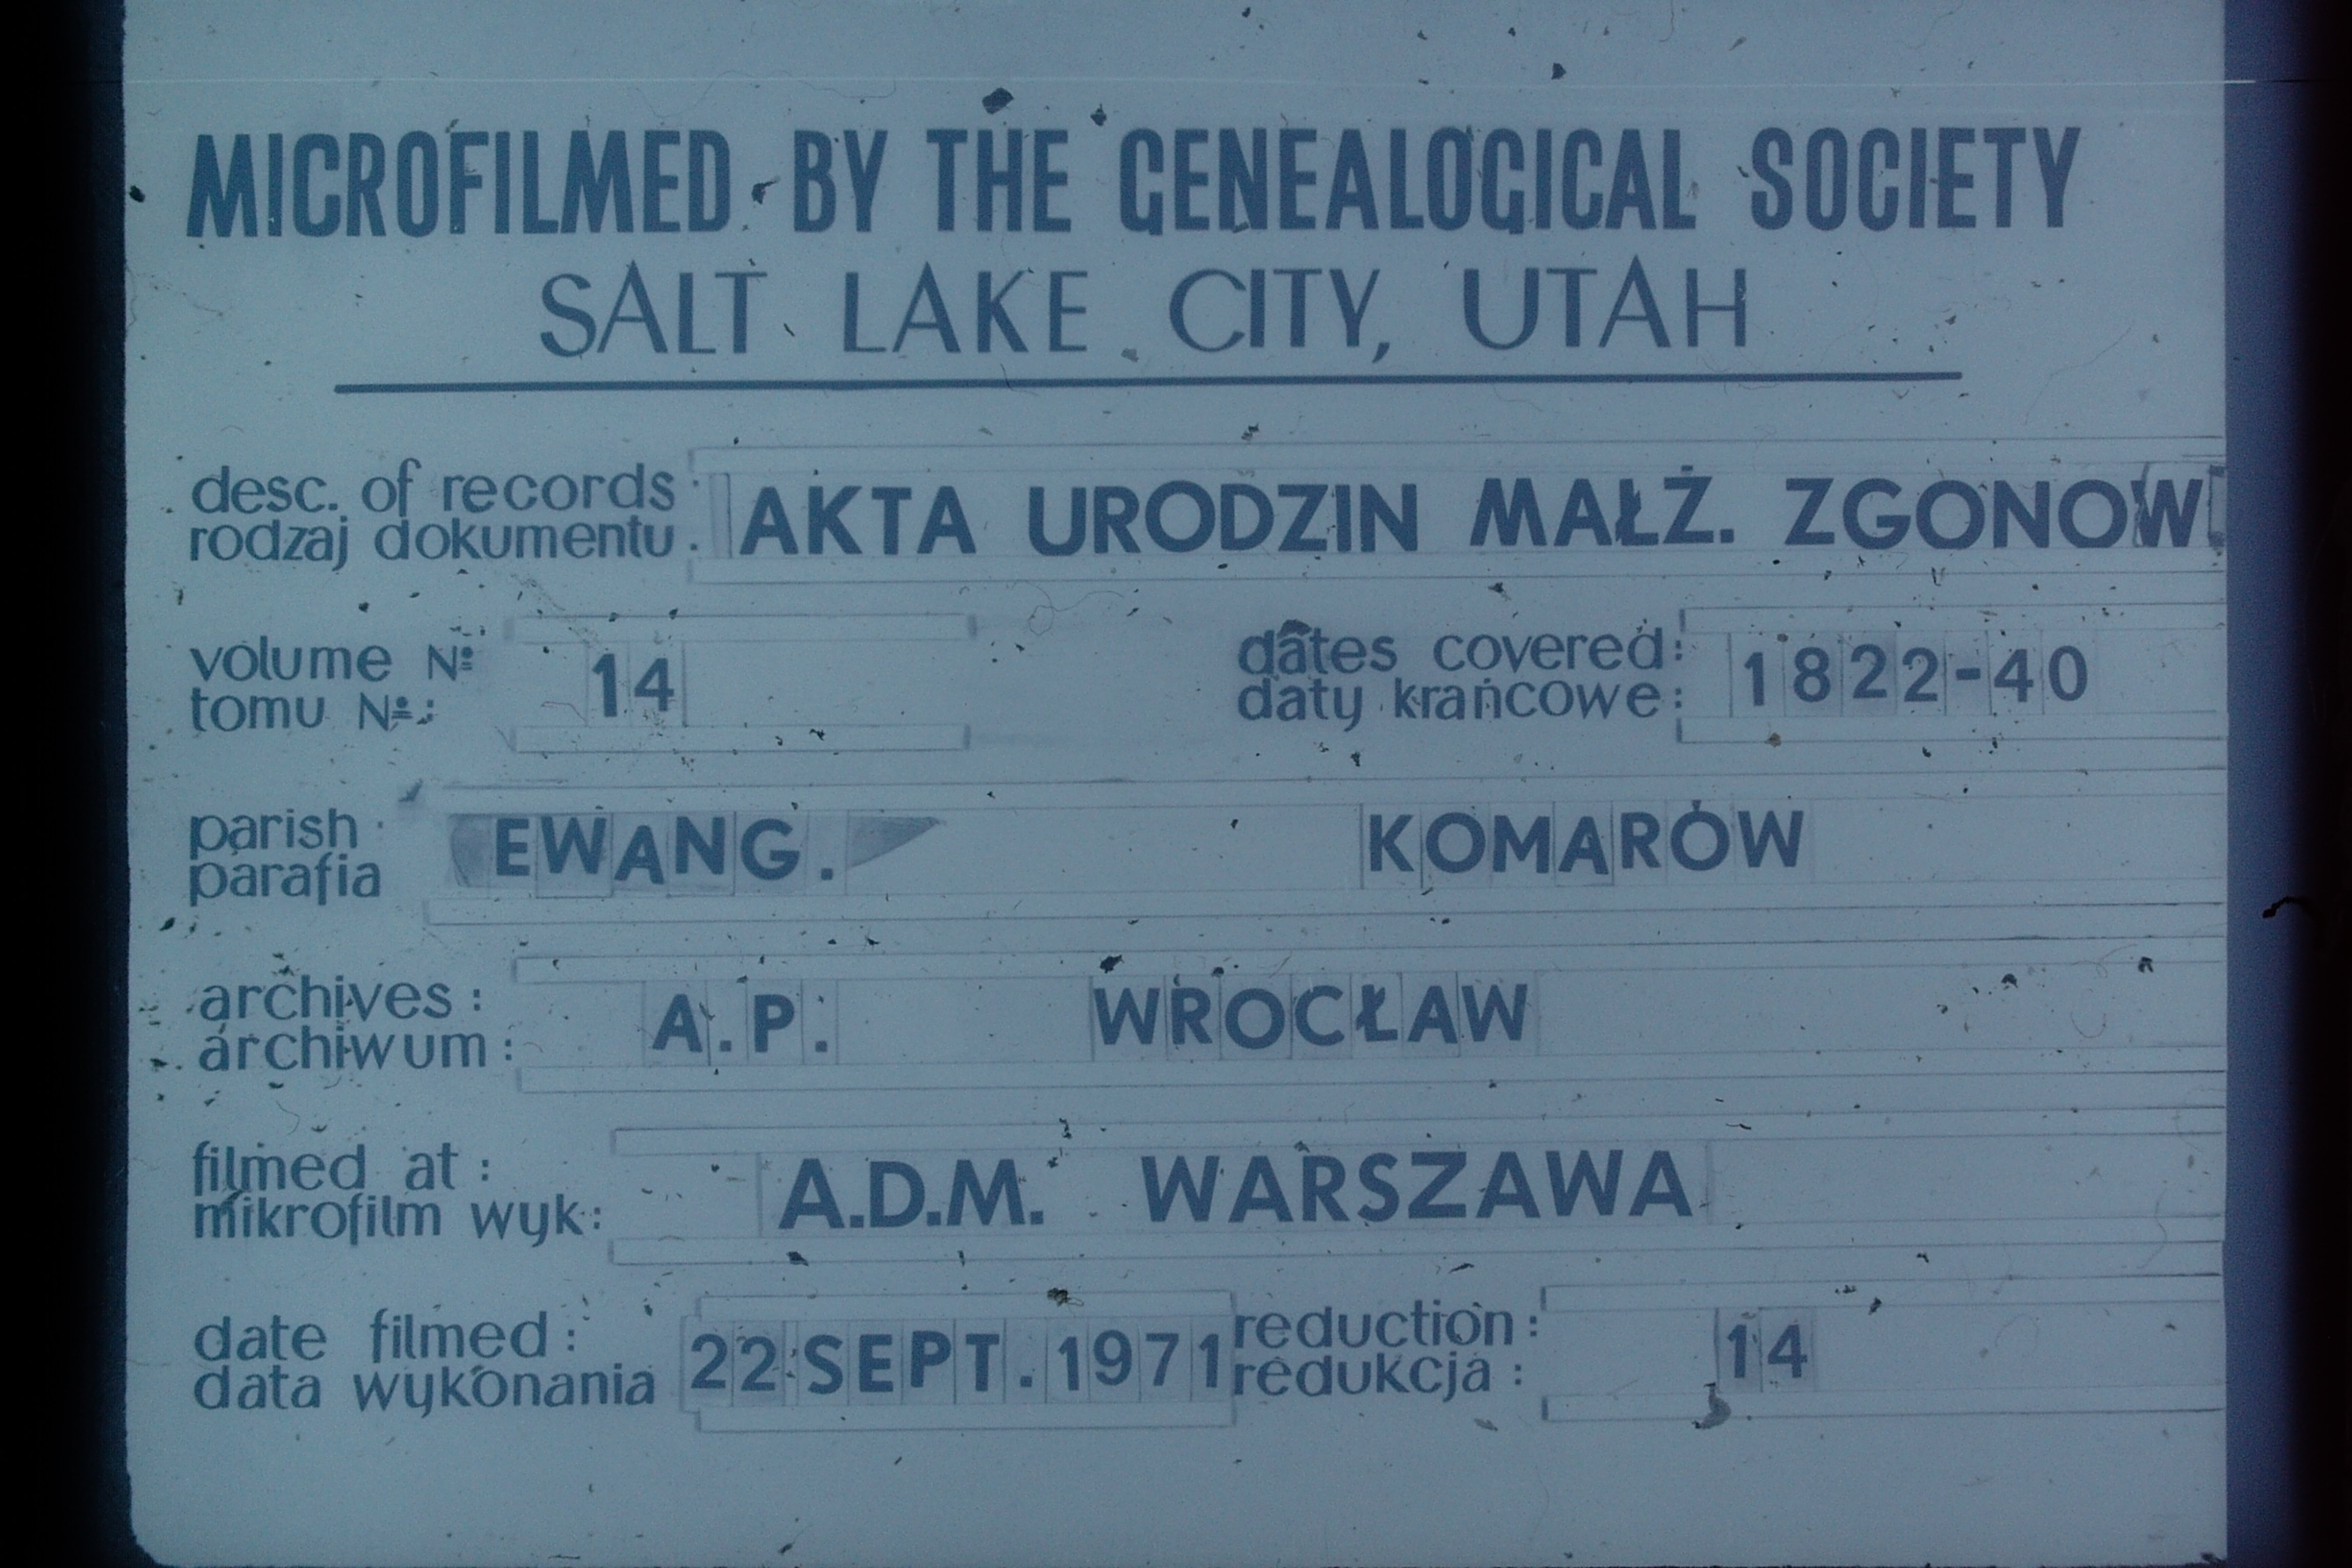 MICROFILMED BY THE GENEALOGICAL SOCIETY
SALT LAKE CITY, UTAH
desc. of records
rodzaj dokumentu: AKTA URODZIN MAŁŻ. ZGONOW
volume №
tomu №: 14
dates covered:
daty krańcowe: 1822-40
parish
parafia EWANG. KOMARÓW
archives:
archiwum: A.P. WROCŁAW
filmed at:
mikrofilm wyk: A.D.M. WARSZAWA
date filmed:
data wykonania 22 SEPT. 1971
reduction:
redukcja: 14